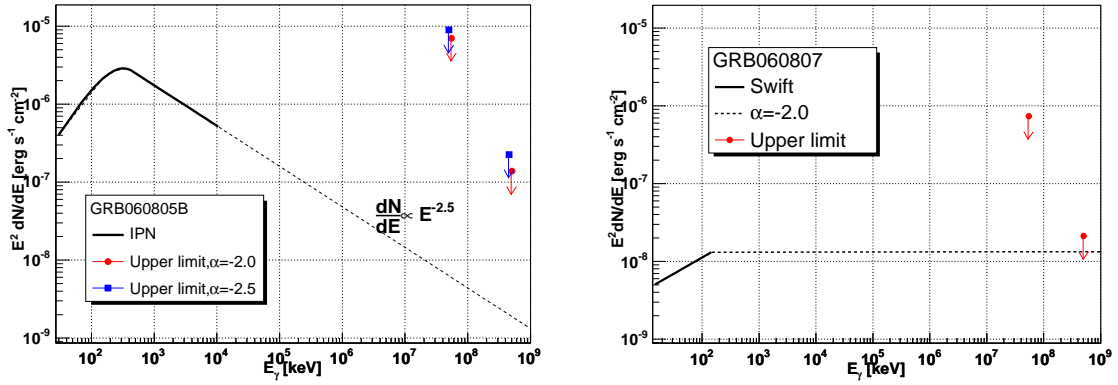 E² dN/dE [erg s⁻¹ cm⁻²]
10⁻⁵
10⁻⁶
10⁻⁷
10⁻⁸
10⁻⁹
dN/dE ∝ E⁻²·⁵
GRB060805B
IPN
Upper limit,α=-2.0
Upper limit,α=-2.5
10² 10³ 10⁴ 10⁵ 10⁶ 10⁷ 10⁸ 10⁹
E_γ [keV]
E² dN/dE [erg s⁻¹ cm⁻²]
10⁻⁵
10⁻⁶
10⁻⁷
10⁻⁸
10⁻⁹
GRB060807
Swift
α=-2.0
Upper limit
10² 10³ 10⁴ 10⁵ 10⁶ 10⁷ 10⁸ 10⁹
E_γ [keV]